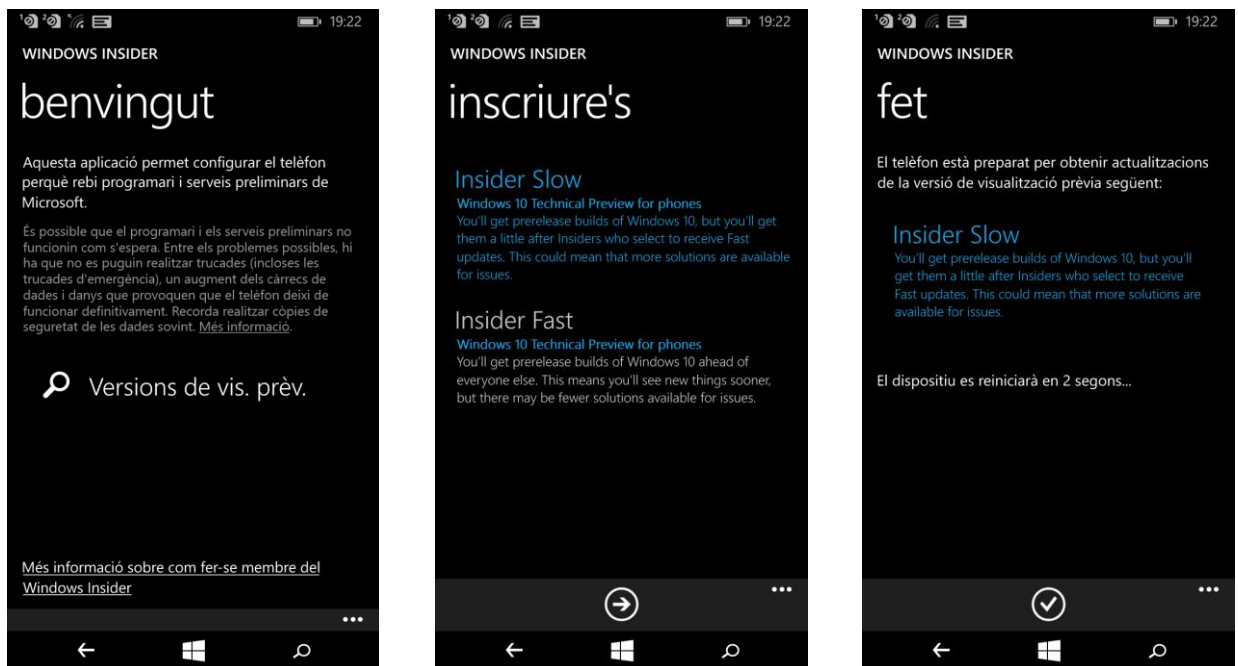 19:22
WINDOWS INSIDER
benvingut
Aquesta aplicació permet configurar el telèfon
perquè rebi programari i serveis preliminars de
Microsoft.
És possible que el programari i els serveis preliminars no
funcionin com s'espera. Entre els problemes possibles, hi
ha que no es puguin realitzar trucades (incloses les
trucades d'emergència), un augment dels càrrecs de
dades i danys que provoquen que el telèfon deixi de
funcionar definitivament. Recorda realitzar còpies de
seguretat de les dades sovint. Més informació.
Versions de vis. prèv.
Més informació sobre com fer-se membre del
Windows Insider
19:22
WINDOWS INSIDER
inscriure's
Insider Slow
Windows 10 Technical Preview for phones
You'll get prerelease builds of Windows 10, but you'll get
them a little after Insiders who select to receive Fast
updates. This could mean that more solutions are available
for issues.
Insider Fast
Windows 10 Technical Preview for phones
You'll get prerelease builds of Windows 10 ahead of
everyone else. This means you'll see new things sooner,
but there may be fewer solutions available for issues.
19:22
WINDOWS INSIDER
fet
El telèfon està preparat per obtenir actualitzacions
de la versió de visualització prèvia següent:
Insider Slow
You'll get prerelease builds of Windows 10, but you'll
get them a little after Insiders who select to receive
Fast updates. This could mean that more solutions are
available for issues.
El dispositiu es reiniciarà en 2 segons...